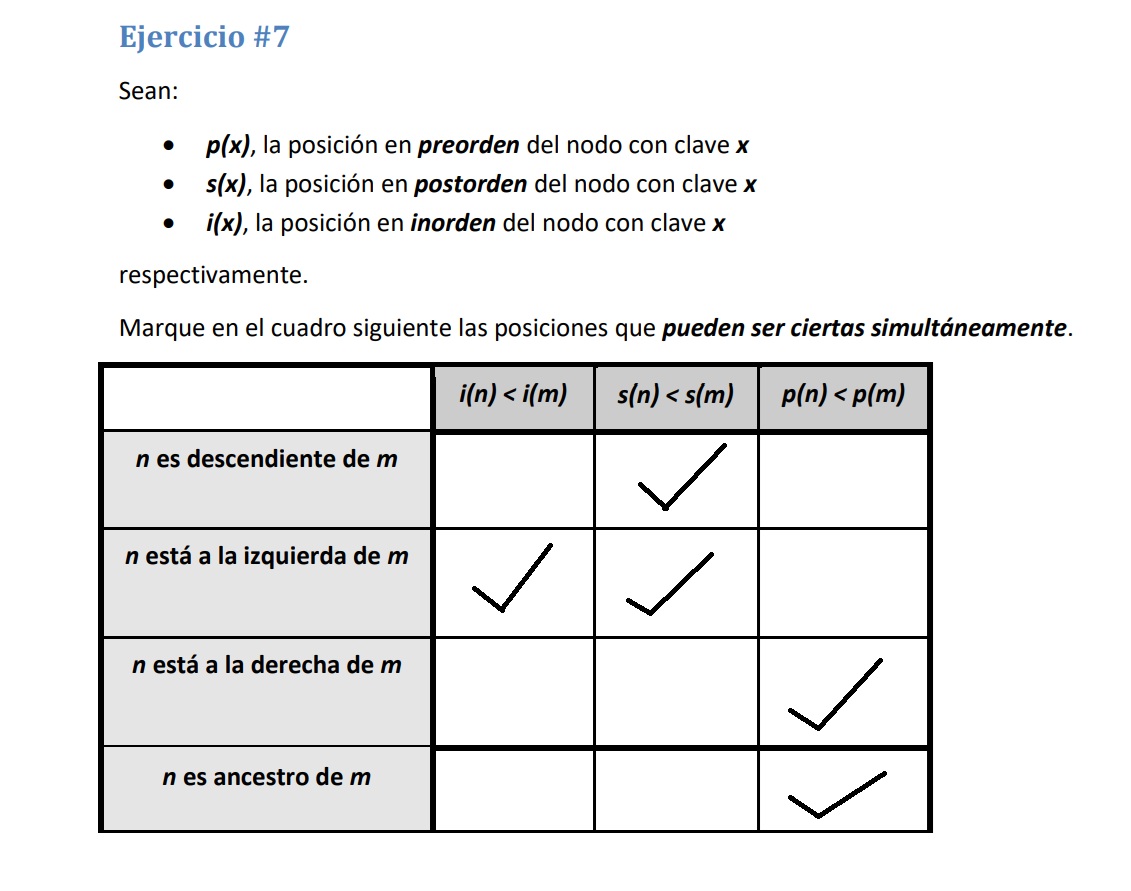 Ejercicio #7
Sean:
• p(x), la posición en preorden del nodo con clave x
• s(x), la posición en postorden del nodo con clave x
• i(x), la posición en inorden del nodo con clave x
respectivamente.
Marque en el cuadro siguiente las posiciones que pueden ser ciertas simultáneamente.
i(n) < i(m) s(n) < s(m) p(n) < p(m)
n es descendiente de m ✓
n está a la izquierda de m ✓ ✓
n está a la derecha de m ✓
n es ancestro de m ✓